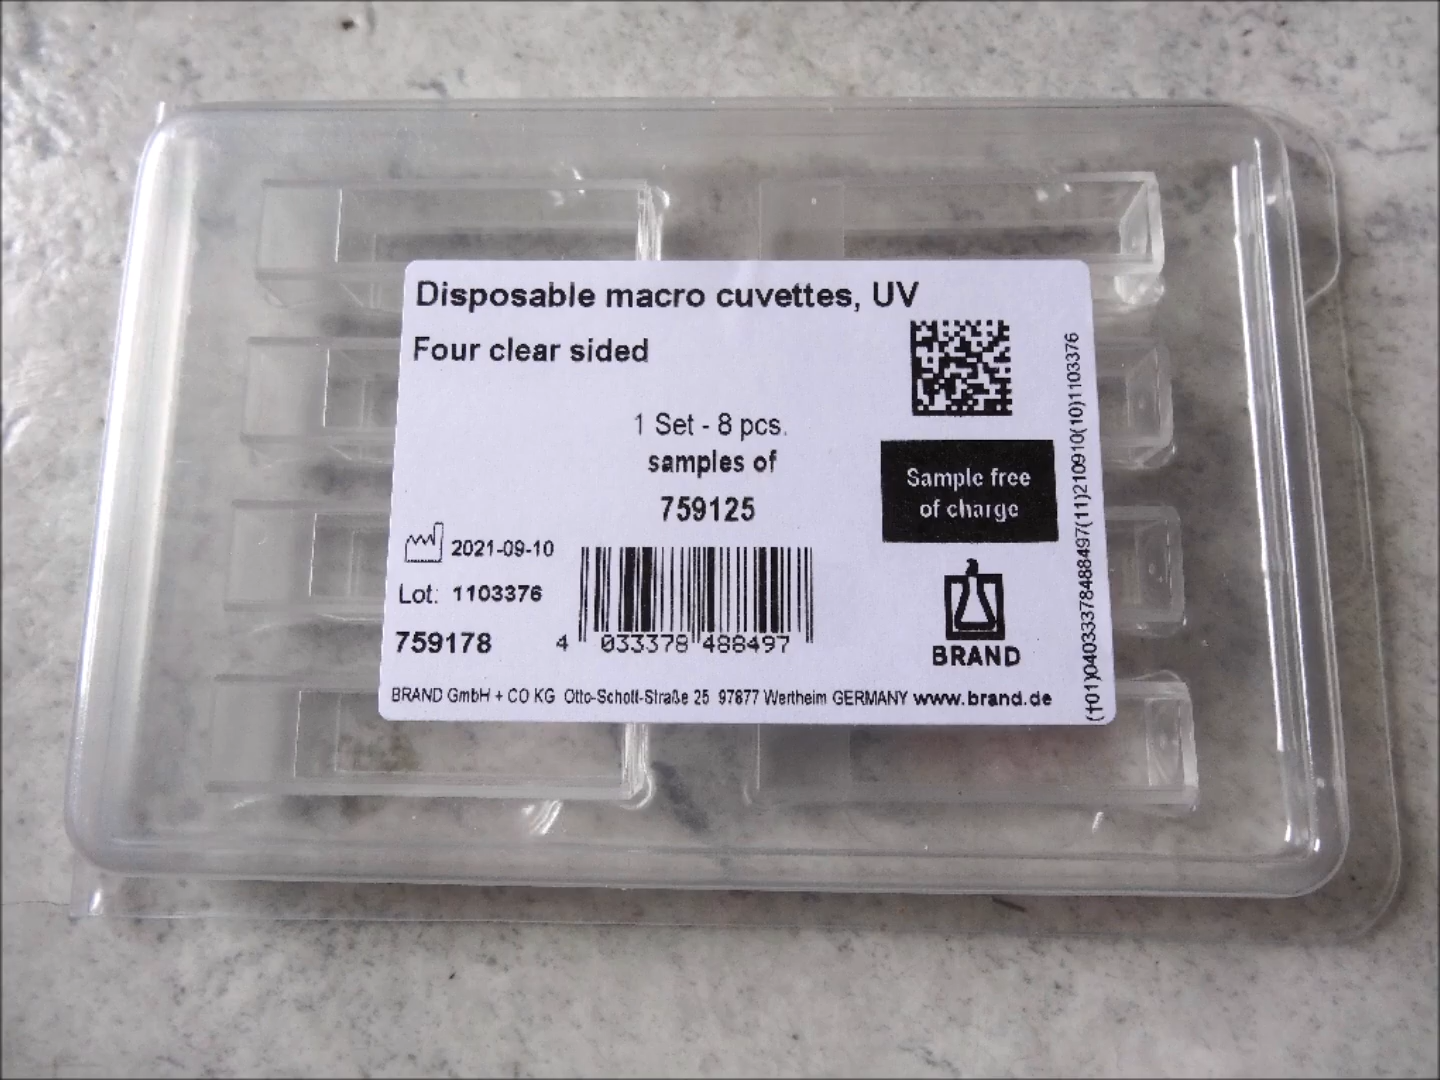 Disposable macro cuvettes, UV
Four clear sided
1 Set - 8 pcs.
samples of
759125
Sample free
of charge
2021-09-10
Lot: 1103376
759178
4 033378 488497
BRAND
BRAND GmbH + CO KG Otto-Schott-Straße 25 97877 Wertheim GERMANY www.brand.de
(+01)04033378488497(11)210910(10)1103376